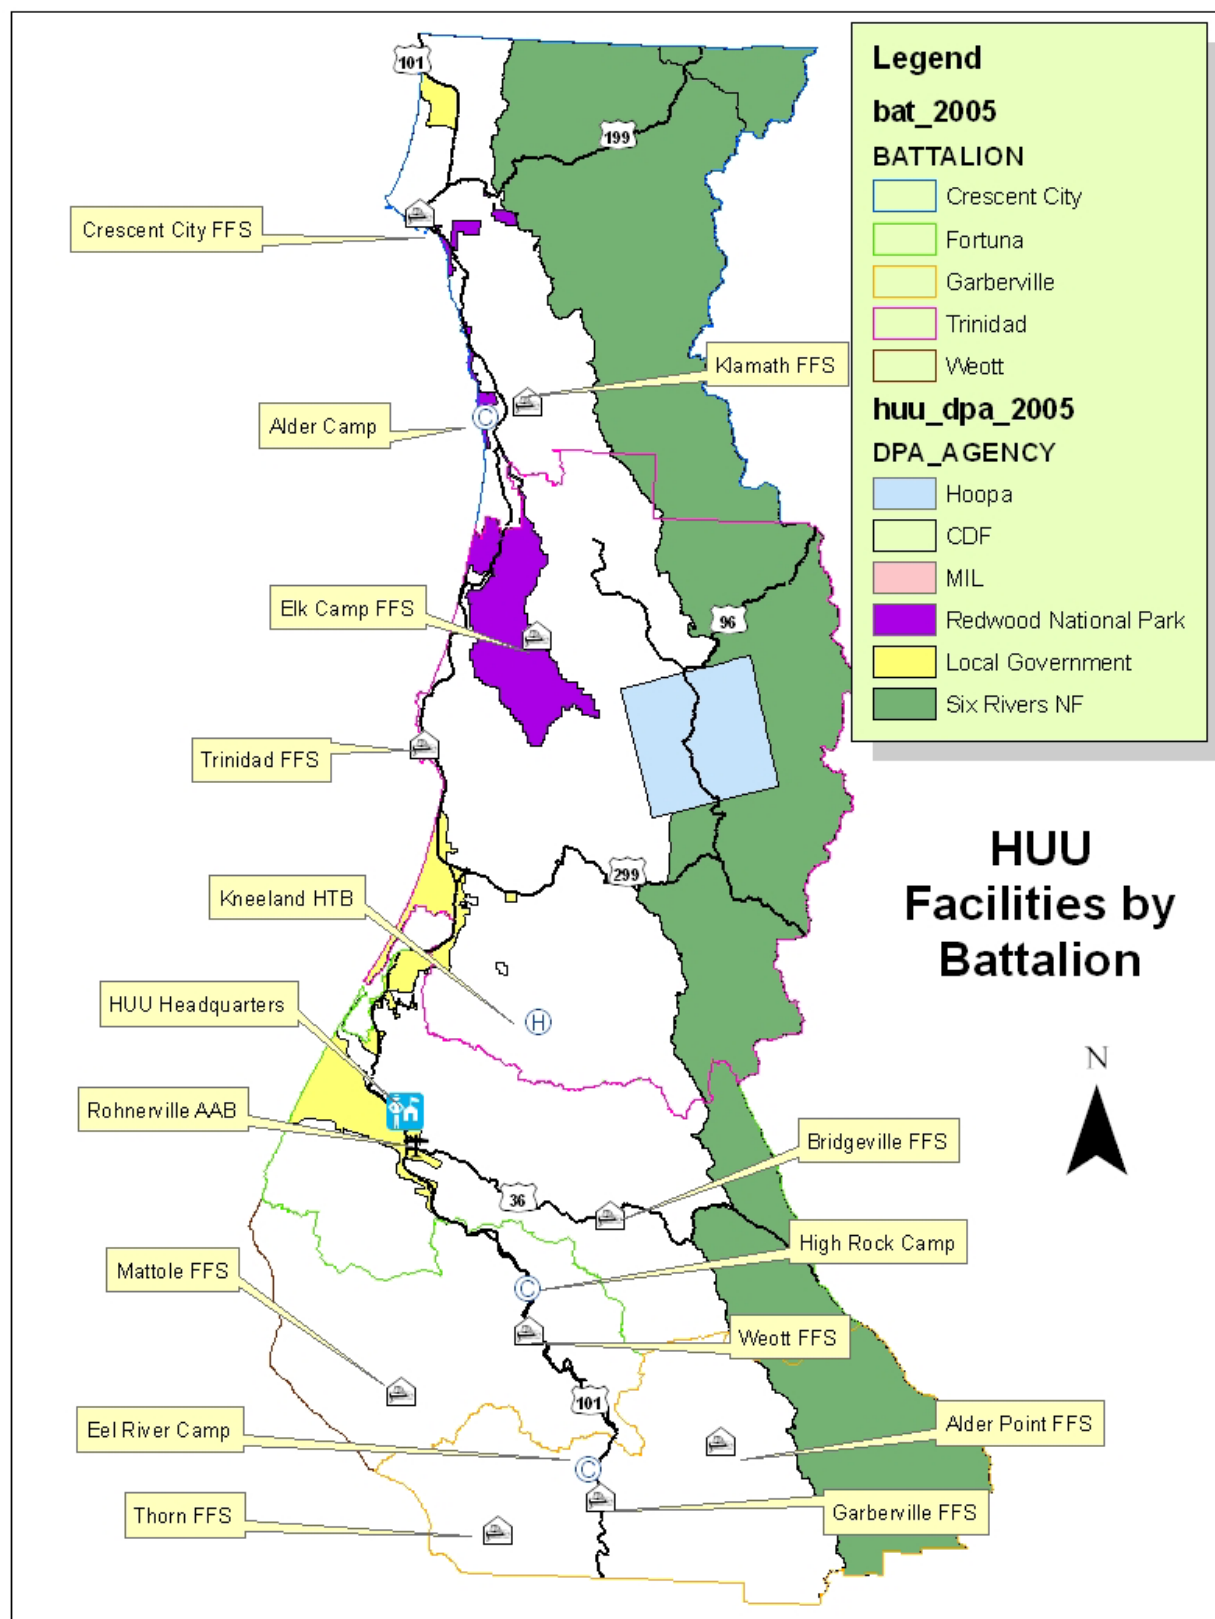 101
199
Crescent City FFS
Klamath FFS
Alder Camp
Elk Camp FFS
96
Trinidad FFS
299
Kneeland HTB
H
HUU Headquarters
Rohnerville AAB
Bridgeville FFS
36
High Rock Camp
Mattole FFS
C
Weott FFS
101
Eel River Camp
Alder Point FFS
C
Garberville FFS
Thorn FFS
C
Legend
bat_2005
BATTALION
Crescent City
Fortuna
Garberville
Trinidad
Weott
huu_dpa_2005
DPA_AGENCY
Hoopa
CDF
MIL
Redwood National Park
Local Government
Six Rivers NF
HUU
Facilities by
Battalion
N